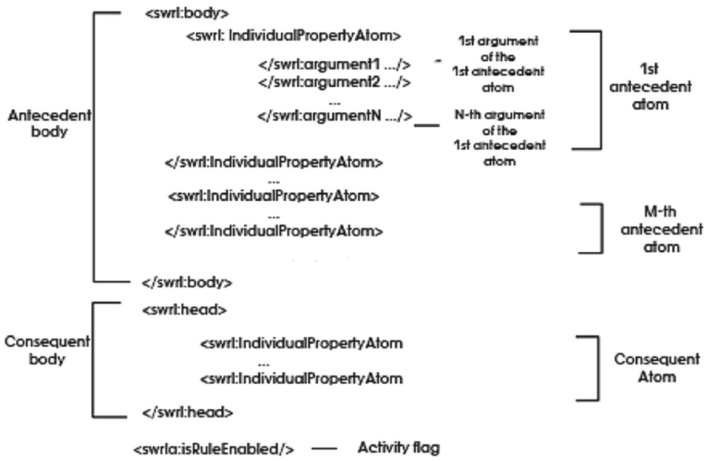 <swrl:body>
<swrl: IndividualPropertyAtom>
</swrl:argument1 .../>
</swrl:argument2 .../>
...
</swrl:argumentN .../>
1st argument
of the
1st antecedent
atom
N-th argument
of the
1st antecedent
atom
1st
antecedent
atom
Antecedent
body
</swrl:IndividualPropertyAtom>
...
<swrl:IndividualPropertyAtom>
...
</swrl:IndividualPropertyAtom>
M-th
antecedent
atom
</swrl:body>
<swrl:head>
Consequent
body
<swrl:IndividualPropertyAtom
...
<swrl:IndividualPropertyAtom
Consequent
Atom
</swrl:head>
<swrla:isRuleEnabled/>
Activity flag